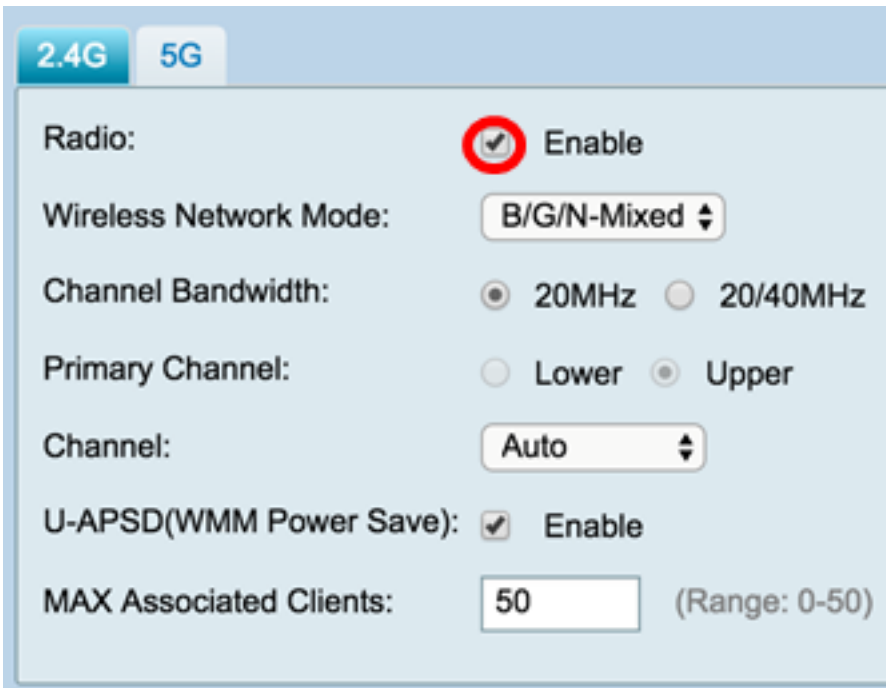 2.4G 5G
Radio: Enable
Wireless Network Mode: B/G/N-Mixed
Channel Bandwidth: 20MHz 20/40MHz
Primary Channel: Lower Upper
Channel: Auto
U-APSD(WMM Power Save): Enable
MAX Associated Clients: 50 (Range: 0-50)